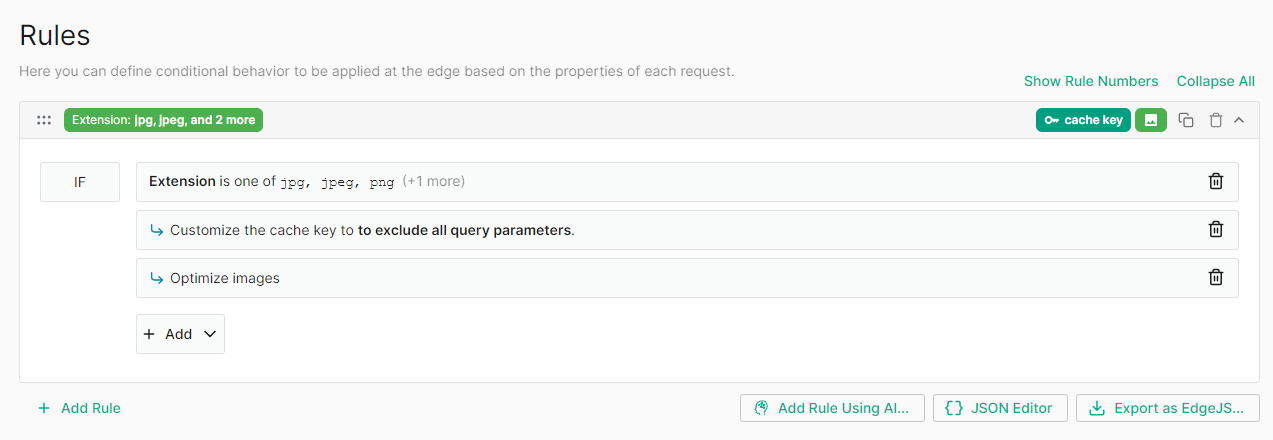 Rules
Here you can define conditional behavior to be applied at the edge based on the properties of each request.
Show Rule Numbers Collapse All
Extension: jpg, jpeg, and 2 more cache key
IF Extension is one of jpg, jpeg, png (+1 more)
Customize the cache key to to exclude all query parameters.
Optimize images
+ Add
+ Add Rule Add Rule Using AI... {} JSON Editor Export as EdgeJS...